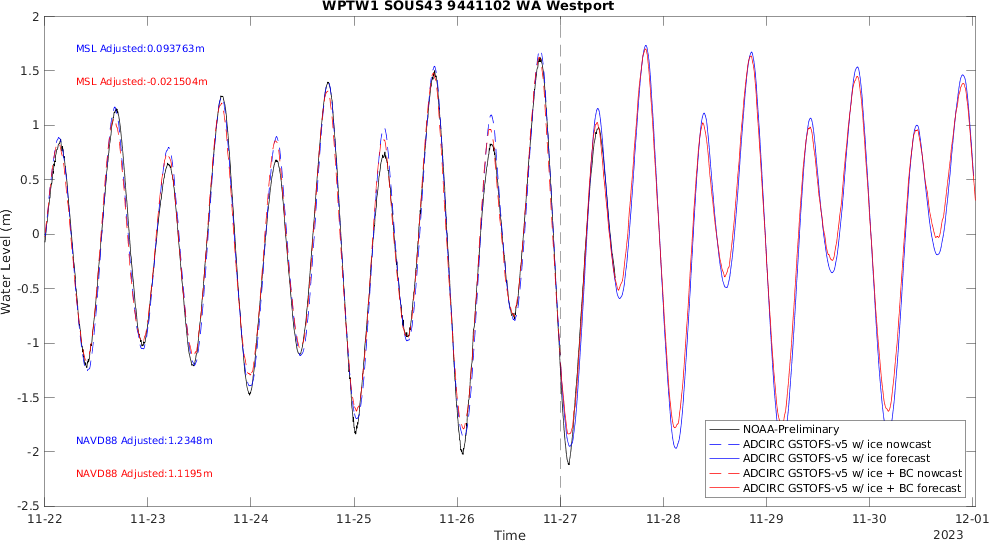 WPTW1 SOUS43 9441102 WA Westport
2
1.5
1
0.5
0
-0.5
-1
-1.5
-2
-2.5
Water Level (m)
MSL Adjusted:0.093763m
MSL Adjusted:-0.021504m
NAVD88 Adjusted:1.2348m
NAVD88 Adjusted:1.1195m
NOAA-Preliminary
ADCIRC GSTOFS-v5 w/ ice nowcast
ADCIRC GSTOFS-v5 w/ ice forecast
ADCIRC GSTOFS-v5 w/ ice + BC nowcast
ADCIRC GSTOFS-v5 w/ ice + BC forecast
11-22 11-23 11-24 11-25 11-26 11-27 11-28 11-29 11-30 12-01
Time
2023